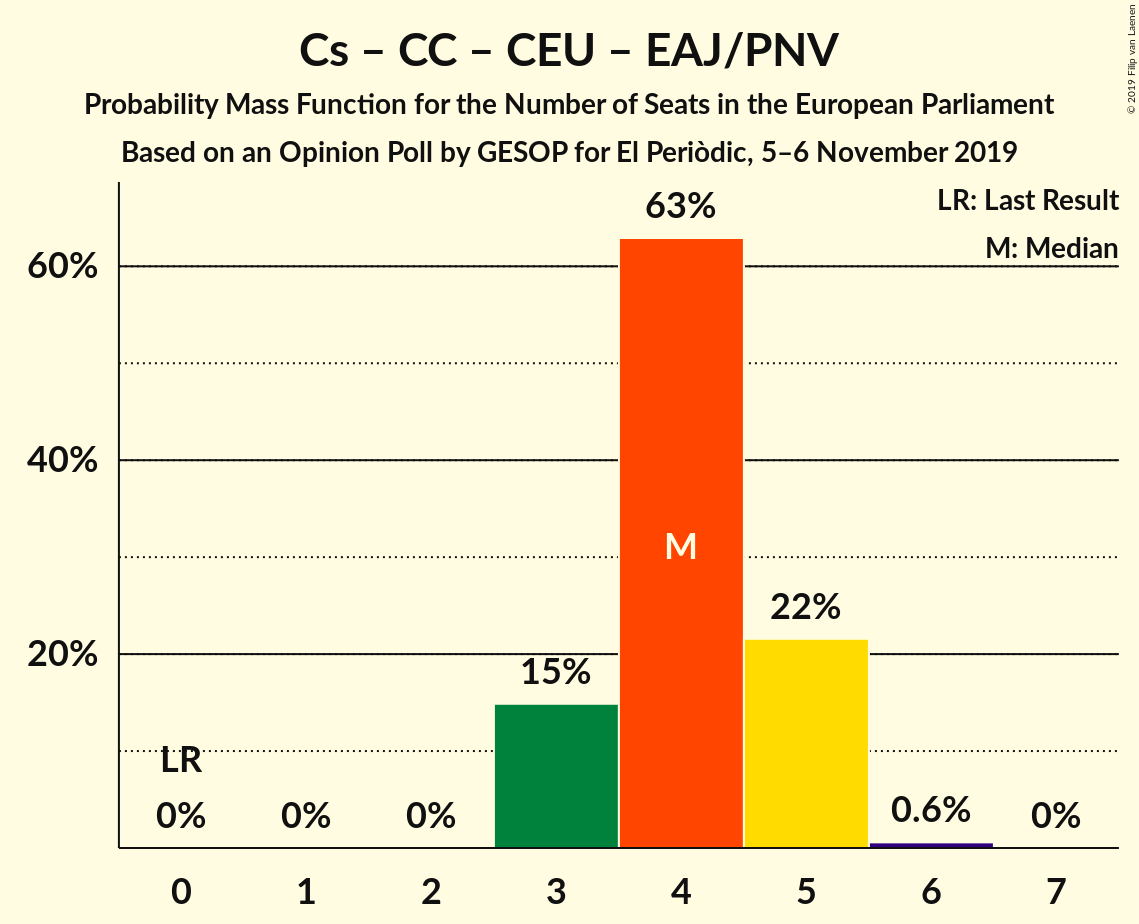 Cs – CC – CEU – EAJ/PNV
Probability Mass Function for the Number of Seats in the European Parliament
Based on an Opinion Poll by GESOP for El Periòdic, 5–6 November 2019
© 2019 Filip van Laenen
LR: Last Result
M: Median
63%
60%
40%
M
22%
20%
15%
LR
0% 0% 0% 0.6% 0%
0 1 2 3 4 5 6 7